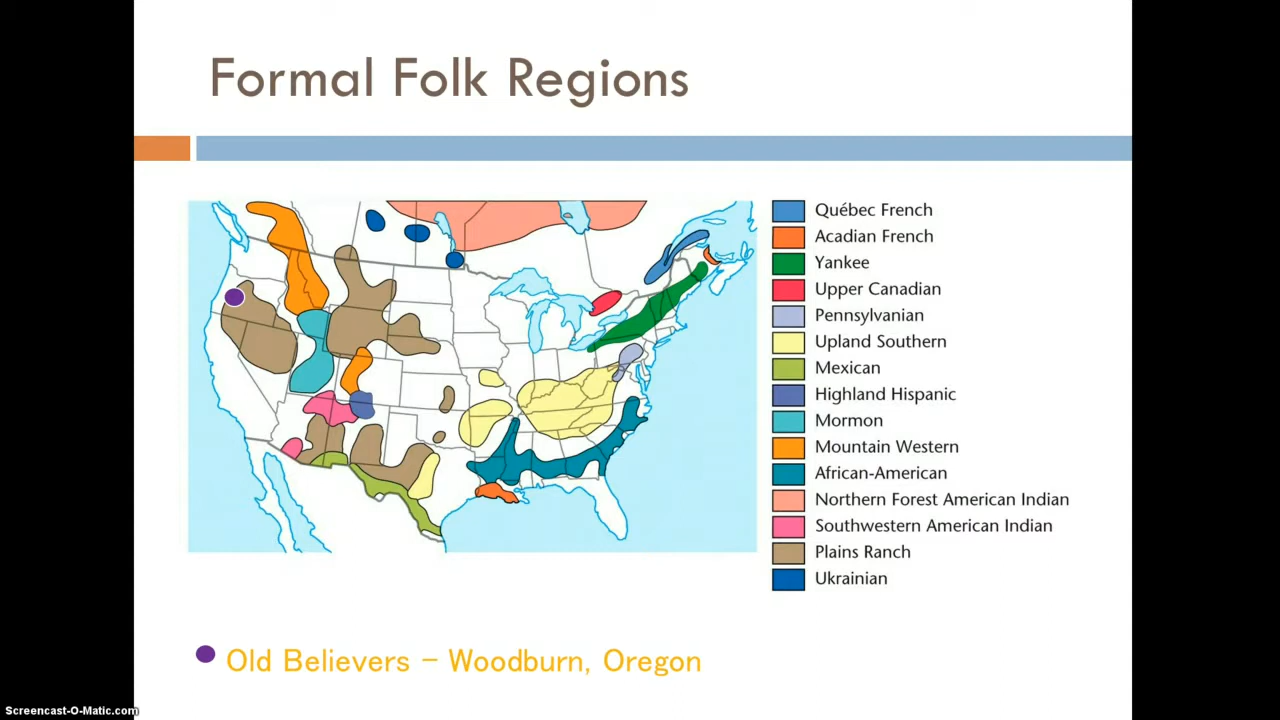 Formal Folk Regions
Québec French
Acadian French
Yankee
Upper Canadian
Pennsylvanian
Upland Southern
Mexican
Highland Hispanic
Mormon
Mountain Western
African-American
Northern Forest American Indian
Southwestern American Indian
Plains Ranch
Ukrainian
Old Believers – Woodburn, Oregon
Screencast-O-Matic.com